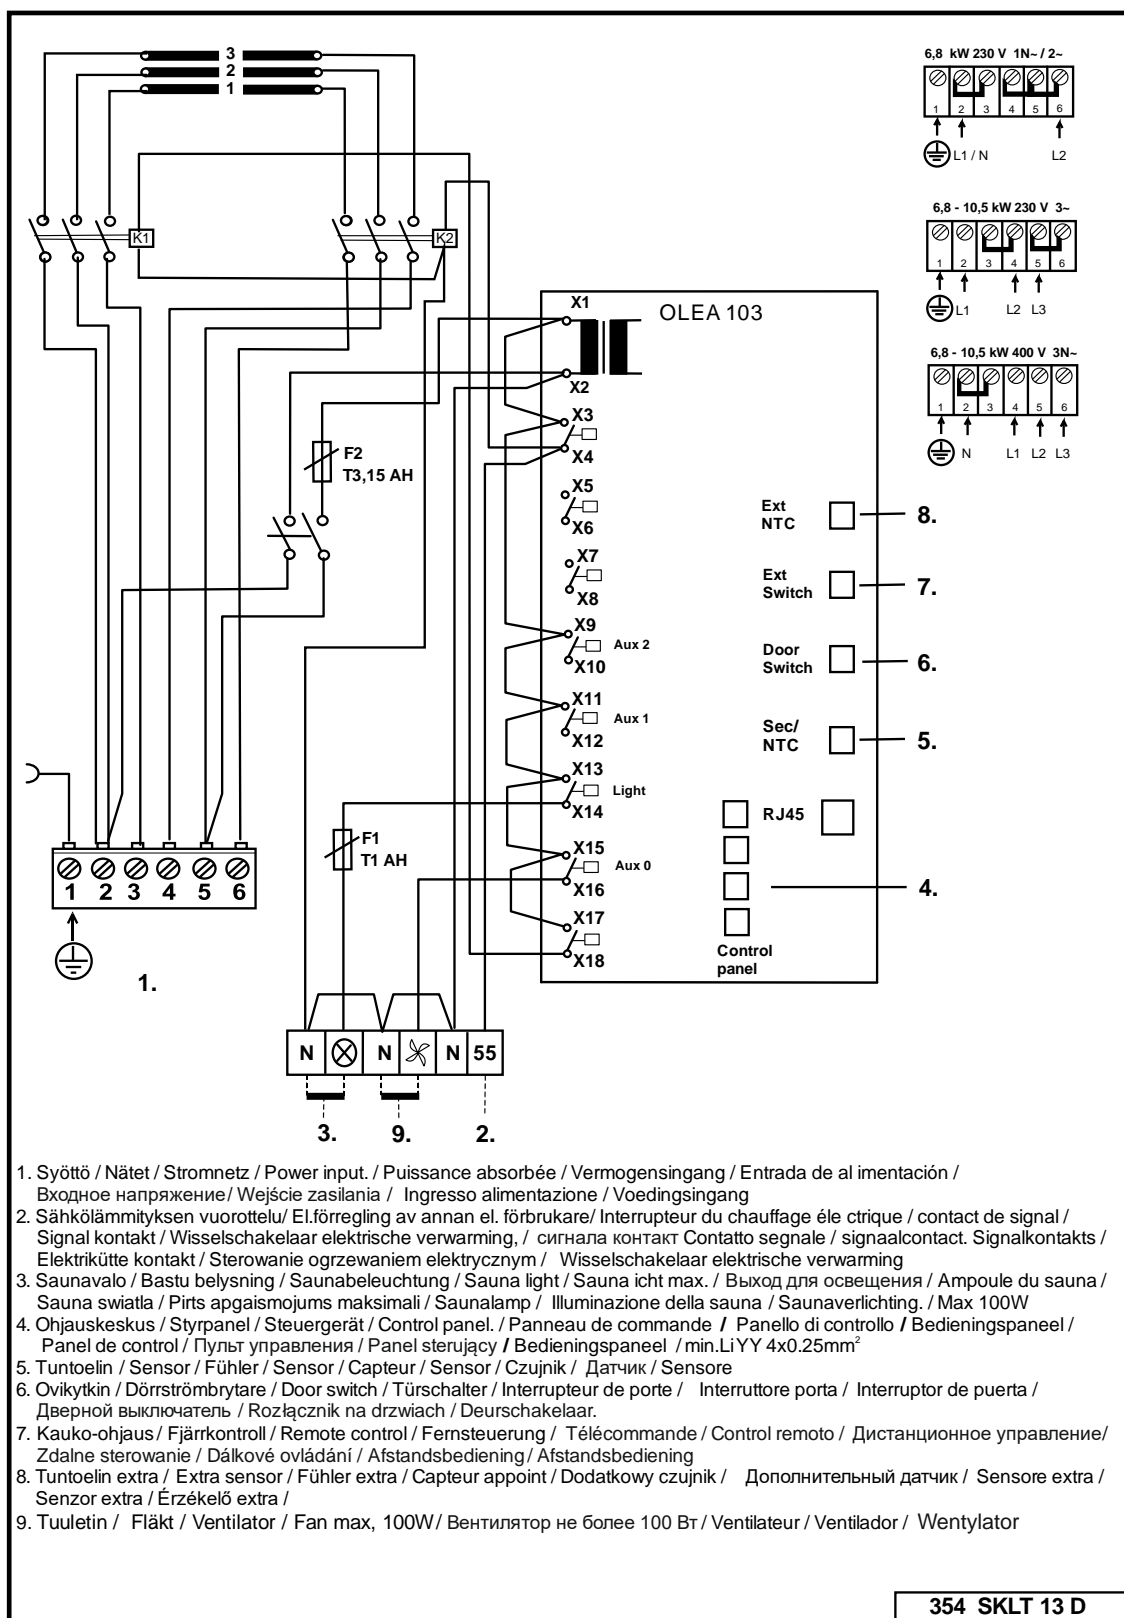 3
2
1
K1
K2
6,8 kW 230 V 1N~ / 2~
1 2 3 4 5 6
L1 / N L2
6,8 - 10,5 kW 230 V 3~
1 2 3 4 5 6
L1 L2 L3
6,8 - 10,5 kW 400 V 3N~
1 2 3 4 5 6
N L1 L2 L3
OLEA 103
X1
X2
X3
X4
X5
X6
X7
X8
X9
Aux 2
X10
X11
Aux 1
X12
X13
Light
X14
X15
Aux 0
X16
X17
X18
F2
T3,15 AH
F1
T1 AH
Ext
NTC
8.
Ext
Switch
7.
Door
Switch
6.
Sec/
NTC
5.
RJ45
4.
Control
panel
1 2 3 4 5 6
1.
N N N 55
3. 9. 2.
1. Syöttö / Nätet / Stromnetz / Power input. / Puissance absorbée / Vermogensingang / Entrada de al imentación /
Входное напряжение/ Wejście zasilania / Ingresso alimentazione / Voedingsingang
2. Sähkölämmityksen vuorottelu/ El.förregling av annan el. förbrukare/ Interrupteur du chauffage éle ctrique / contact de signal /
Signal kontakt / Wisselschakelaar elektrische verwarming, / сигнала контакт Contatto segnale / signaalcontact. Signalkontakts /
Elektrikütte kontakt / Sterowanie ogrzewaniem elektrycznym / Wisselschakelaar elektrische verwarming
3. Saunavalo / Bastu belysning / Saunabeleuchtung / Sauna light / Sauna icht max. / Выход для освещения / Ampoule du sauna /
Sauna swiatla / Pirts apgaismojums maksimali / Saunalamp / Illuminazione della sauna / Saunaverlichting. / Max 100W
4. Ohjauskeskus / Styrpanel / Steuergerät / Control panel. / Panneau de commande / Panello di controllo / Bedieningspaneel /
Panel de control / Пульт управления / Panel sterujący / Bedieningspaneel / min.LiYY 4x0.25mm²
5. Tuntoelin / Sensor / Fühler / Sensor / Capteur / Sensor / Czujnik / Датчик / Sensore
6. Ovikytkin / Dörrströmbrytare / Door switch / Türschalter / Interrupteur de porte / Interruttore porta / Interruptor de puerta /
Дверной выключатель / Rozłącznik na drzwiach / Deurschakelaar.
7. Kauko-ohjaus / Fjärrkontroll / Remote control / Fernsteuerung / Télécommande / Control remoto / Дистанционное управление/
Zdalne sterowanie / Dálkové ovládání / Afstandsbediening / Afstandsbediening
8. Tuntoelin extra / Extra sensor / Fühler extra / Capteur appoint / Dodatkowy czujnik / Дополнительный датчик / Sensore extra /
Senzor extra / Érzékelő extra /
9. Tuuletin / Fläkt / Ventilator / Fan max, 100W / Вентилятор не более 100 Вт / Ventilateur / Ventilador / Wentylator
354 SKLT 13 D